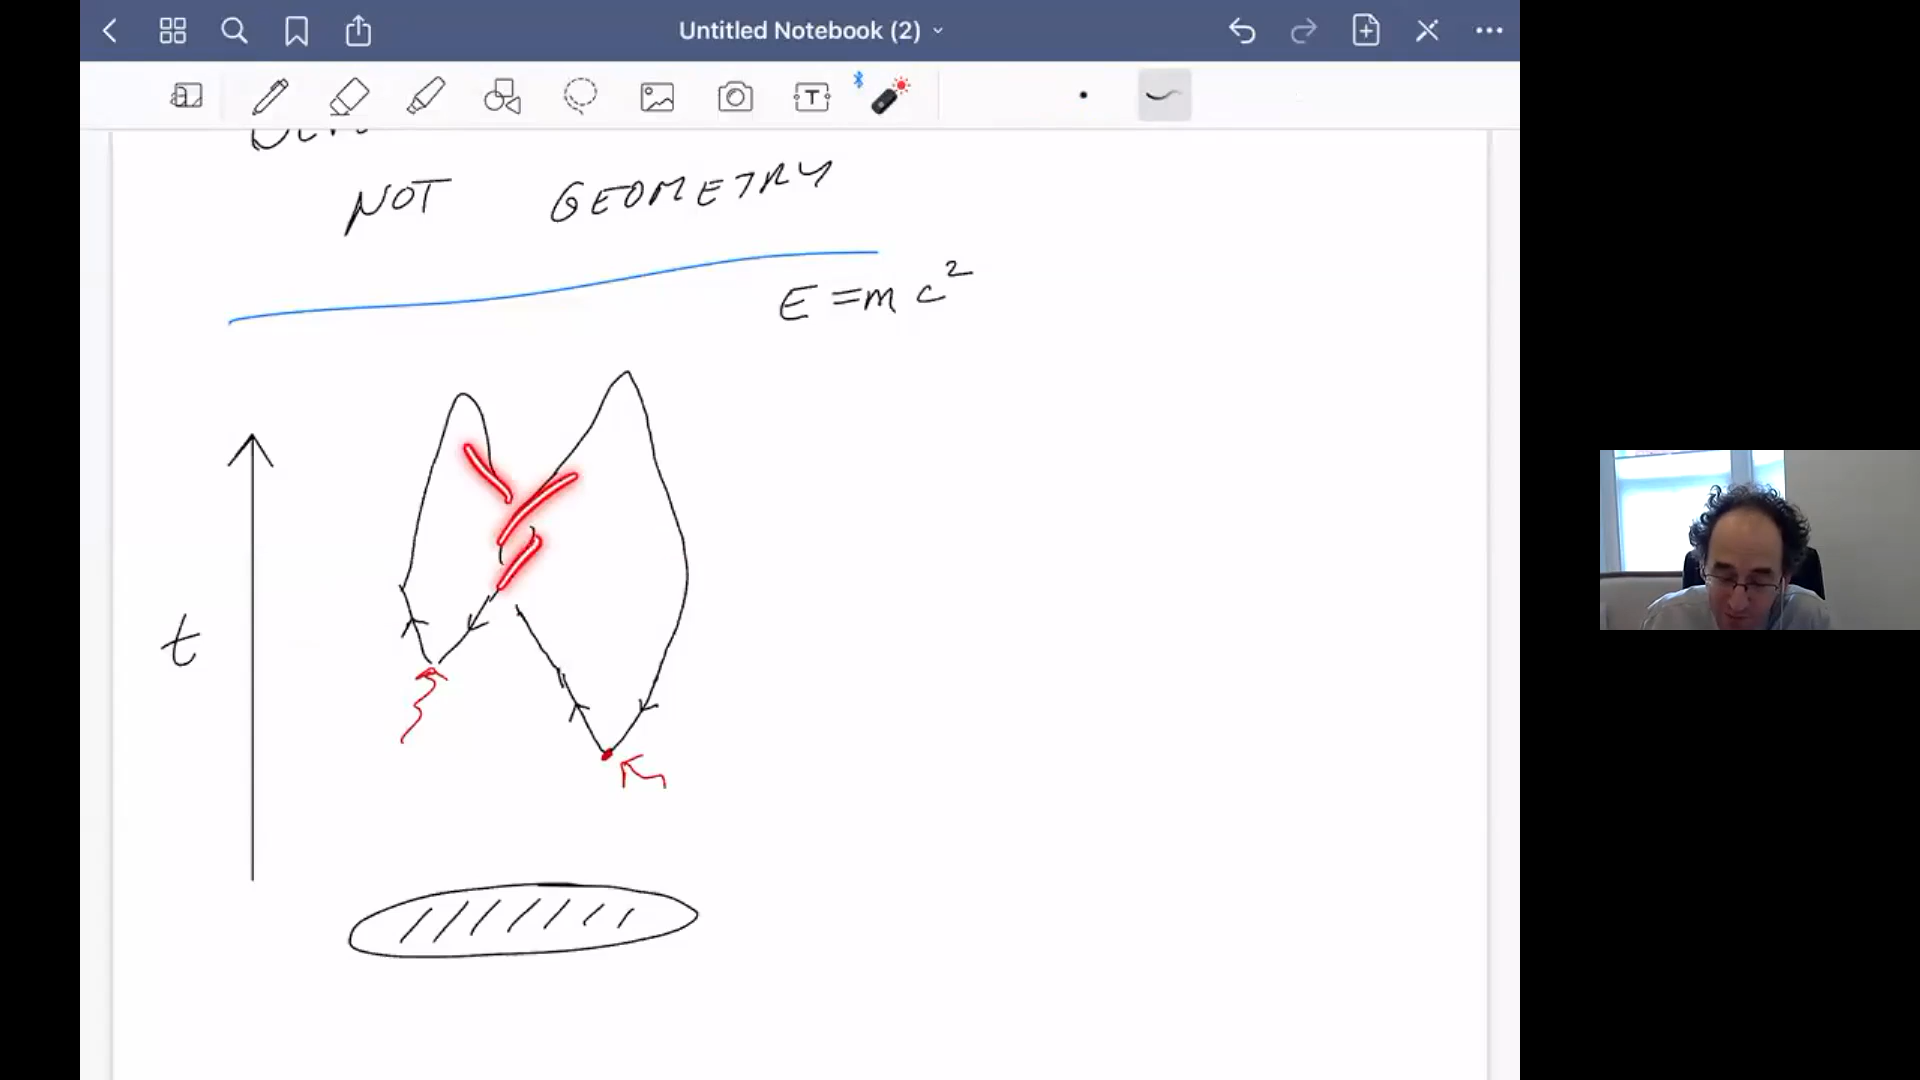 Untitled Notebook (2)
T
NOT GEOMETRY
E = mc²
t